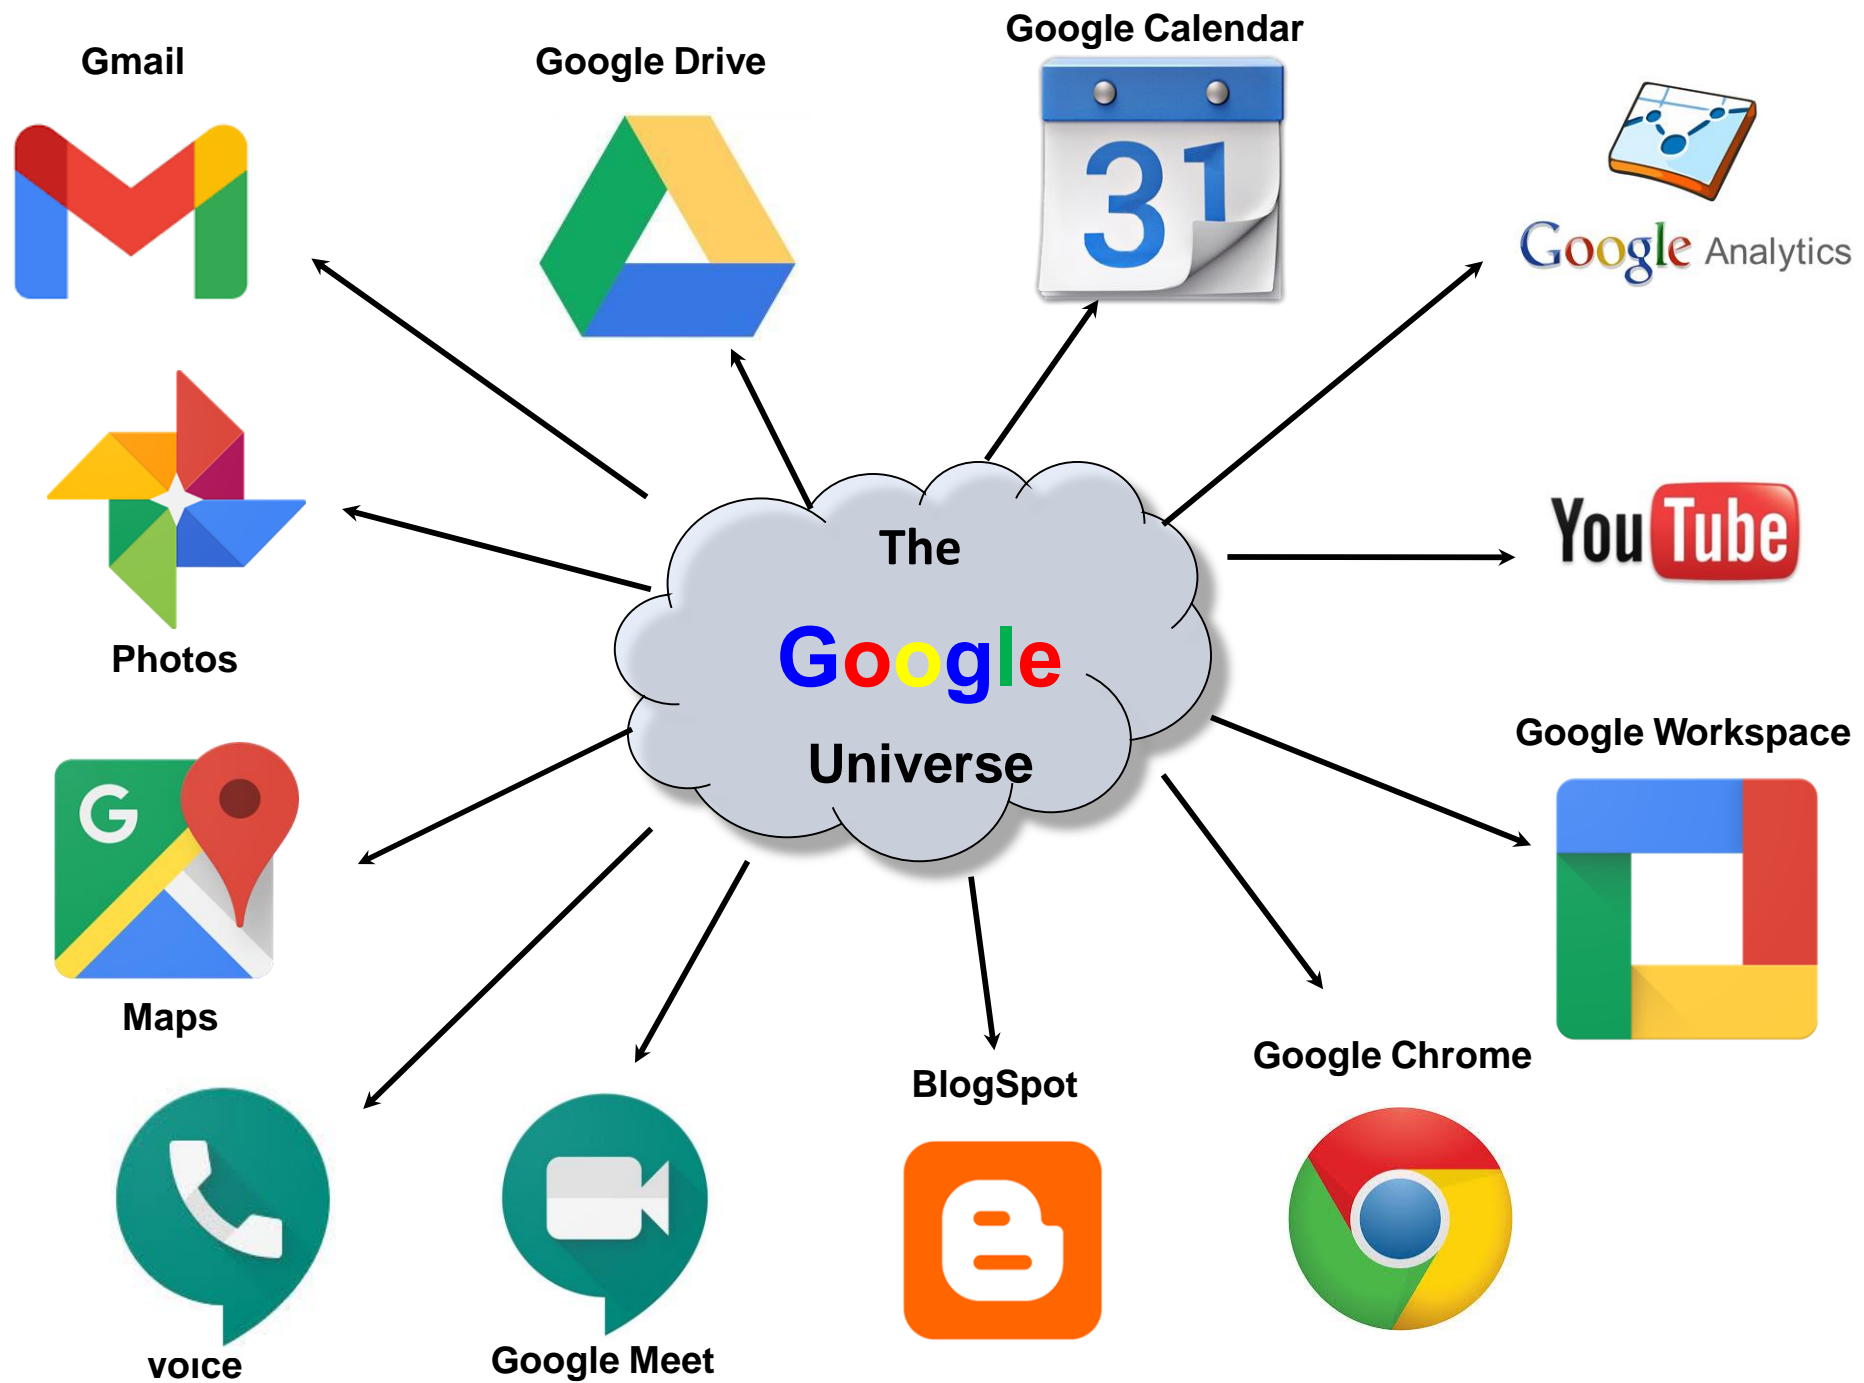 Google Calendar
Gmail
Google Drive
31
Google Analytics
YouTube
The
Google
Universe
Photos
Google Workspace
G
Maps
Google Chrome
BlogSpot
Voice
Google Meet